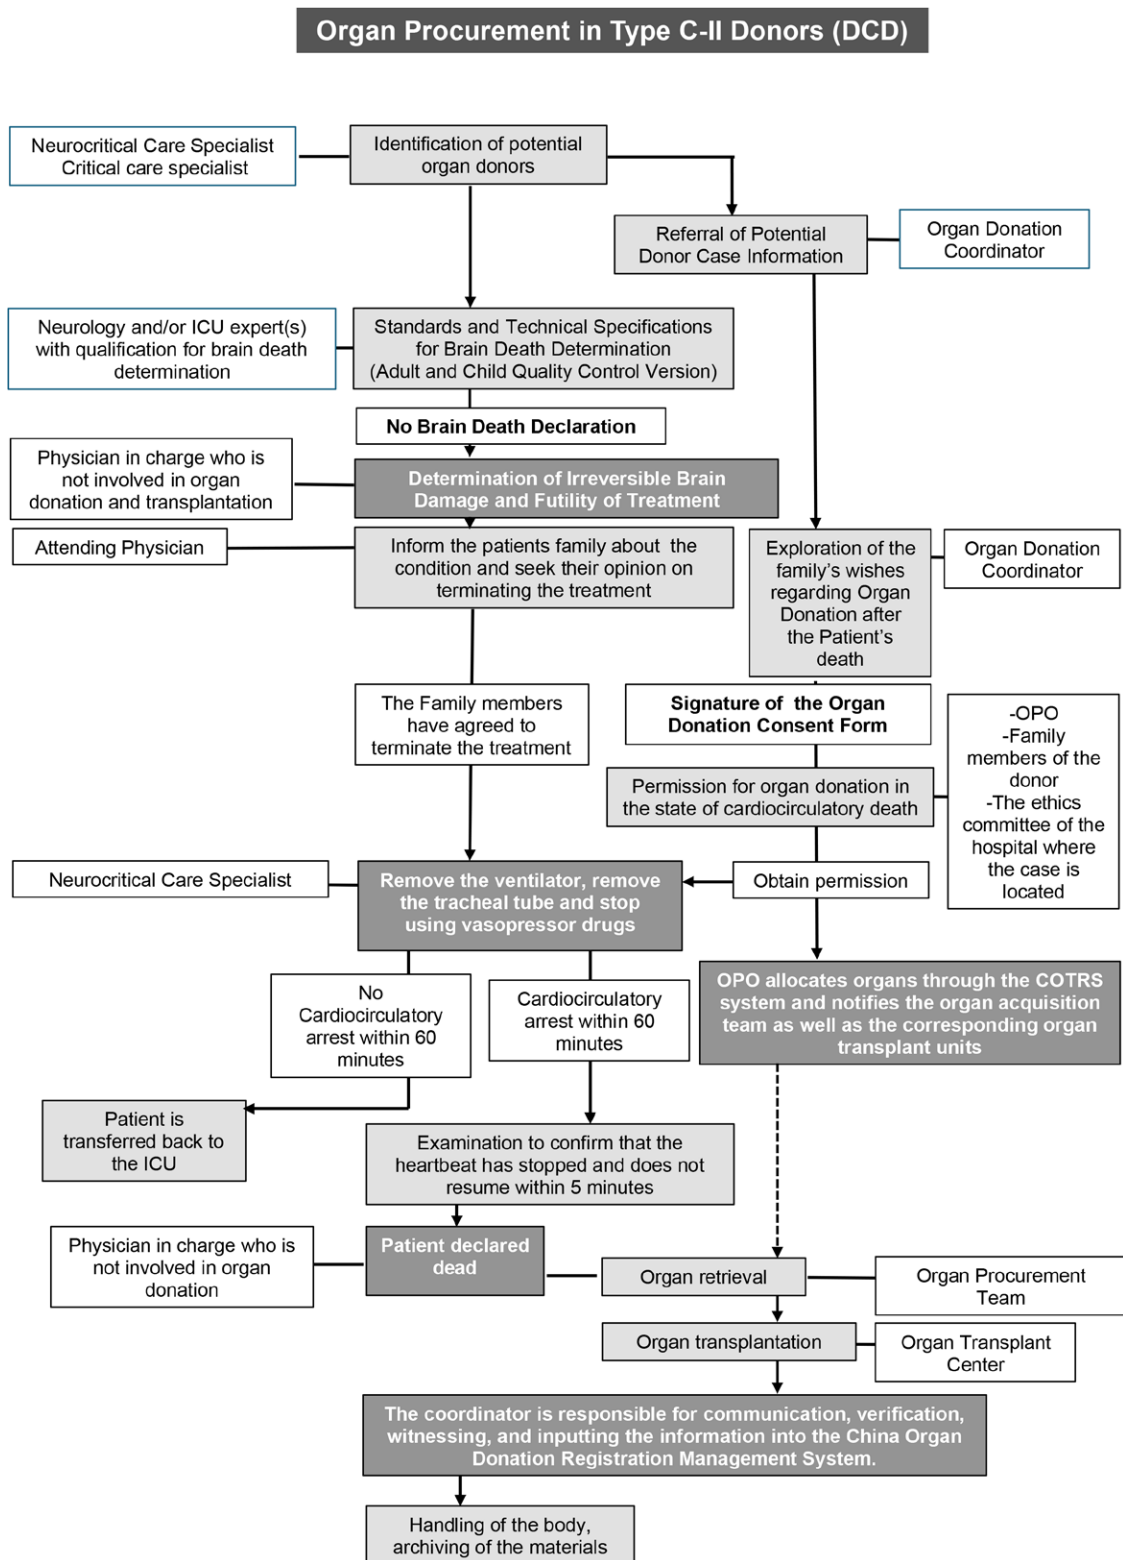 Organ Procurement in Type C-II Donors (DCD)
Neurocritical Care Specialist
Critical care specialist
Identification of potential
organ donors
Referral of Potential
Donor Case Information
Organ Donation
Coordinator
Neurology and/or ICU expert(s)
with qualification for brain death
determination
Standards and Technical Specifications
for Brain Death Determination
(Adult and Child Quality Control Version)
No Brain Death Declaration
Physician in charge who is
not involved in organ
donation and transplantation
Determination of Irreversible Brain
Damage and Futility of Treatment
Attending Physician
Inform the patients family about the
condition and seek their opinion on
terminating the treatment
Exploration of the
family's wishes
regarding Organ
Donation after
the Patient's
death
Organ Donation
Coordinator
The Family members
have agreed to
terminate the treatment
Signature of the Organ
Donation Consent Form
-OPO
-Family
members of the
donor
-The ethics
committee of the
hospital where
the case is
located
Permission for organ donation in
the state of cardiocirculatory death
Neurocritical Care Specialist
Remove the ventilator, remove
the tracheal tube and stop
using vasopressor drugs
Obtain permission
No
Cardiocirculatory
arrest within 60
minutes
Cardiocirculatory
arrest within 60
minutes
OPO allocates organs through the COTRS
system and notifies the organ acquisition
team as well as the corresponding organ
transplant units
Patient is
transferred back to
the ICU
Examination to confirm that the
heartbeat has stopped and does not
resume within 5 minutes
Physician in charge who is
not involved in organ
donation
Patient declared
dead
Organ retrieval
Organ Procurement
Team
Organ transplantation
Organ Transplant
Center
The coordinator is responsible for communication, verification,
witnessing, and inputting the information into the China Organ
Donation Registration Management System.
Handling of the body,
archiving of the materials